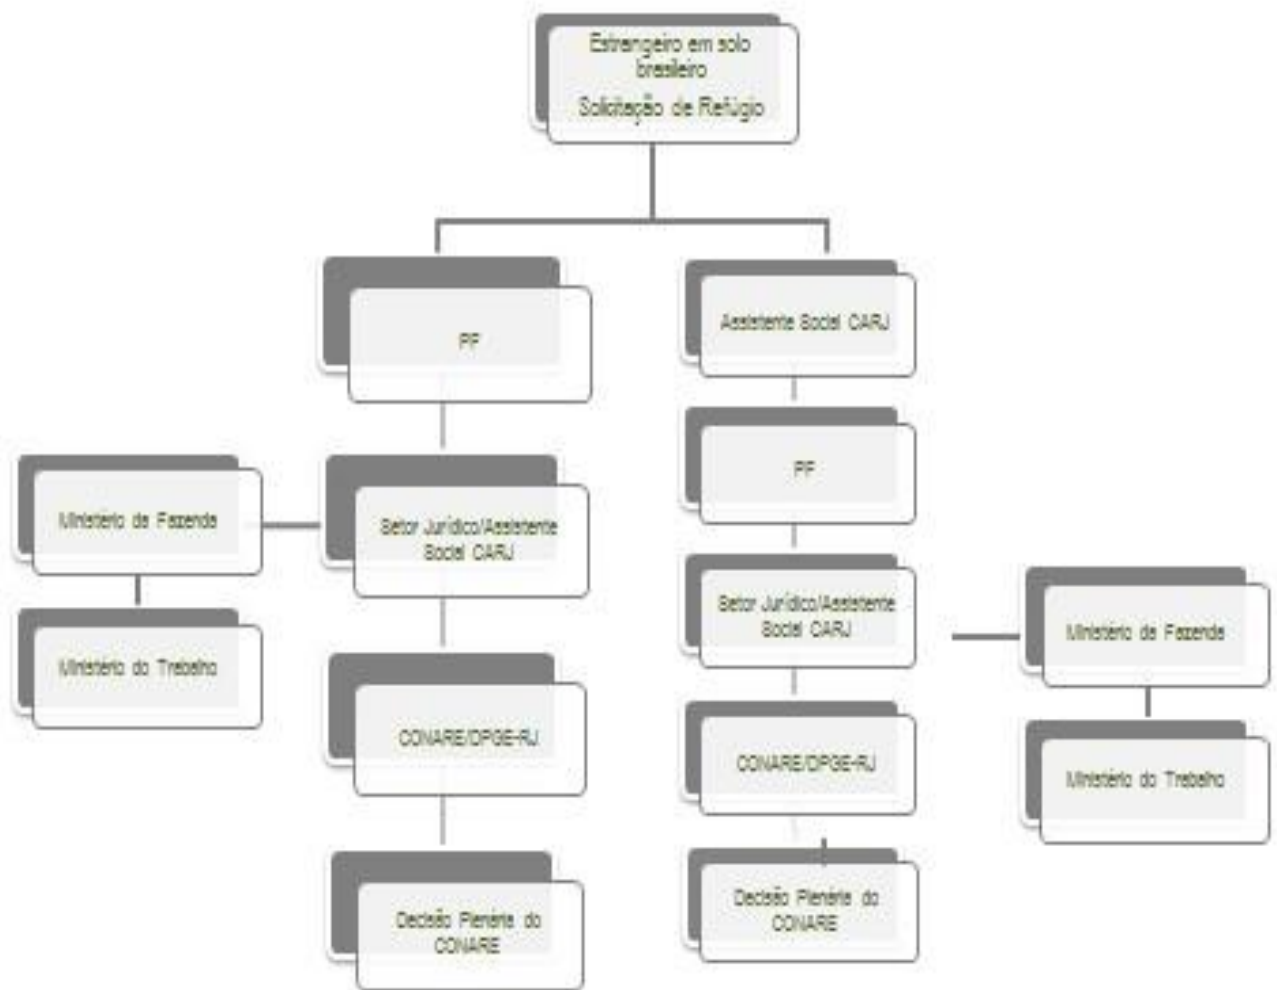 Estrangeiro em solo
brasileiro
Solicitação de Refúgio
PF
Assistente Social CARJ
PF
Ministério da Fazenda
Setor Jurídico/Assistente
Social CARJ
Setor Jurídico/Assistente
Social CARJ
Ministério da Fazenda
Ministério do Trabalho
CONARE/DPGE-RJ
CONARE/DPGE-RJ
Ministério do Trabalho
Decisão Plenária do
CONARE
Decisão Plenária do
CONARE